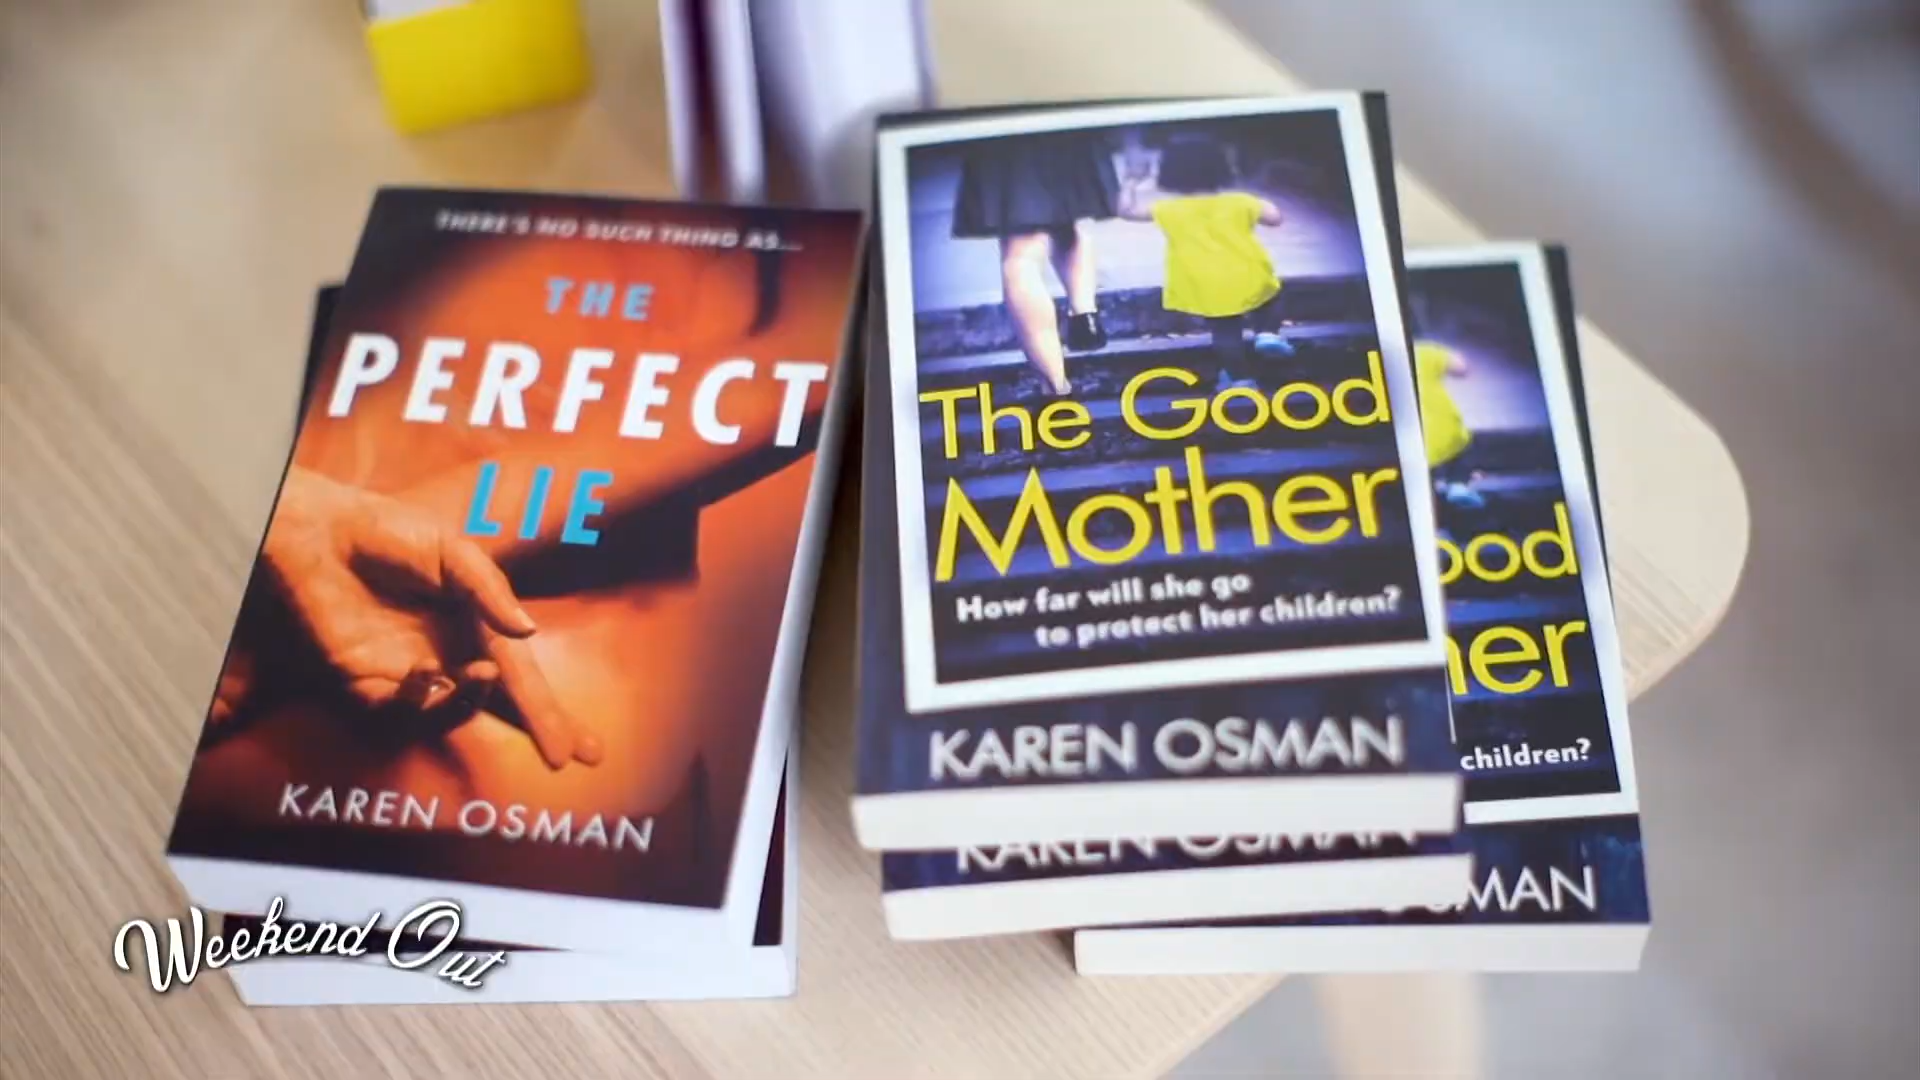 THERE'S NO SUCH THING AS...
THE
PERFECT
LIE
KAREN OSMAN
The Good
Mother
How far will she go
to protect her children?
KAREN OSMAN
KAREN OSMAN
ood
her
children?
OSMAN
Weekend Out